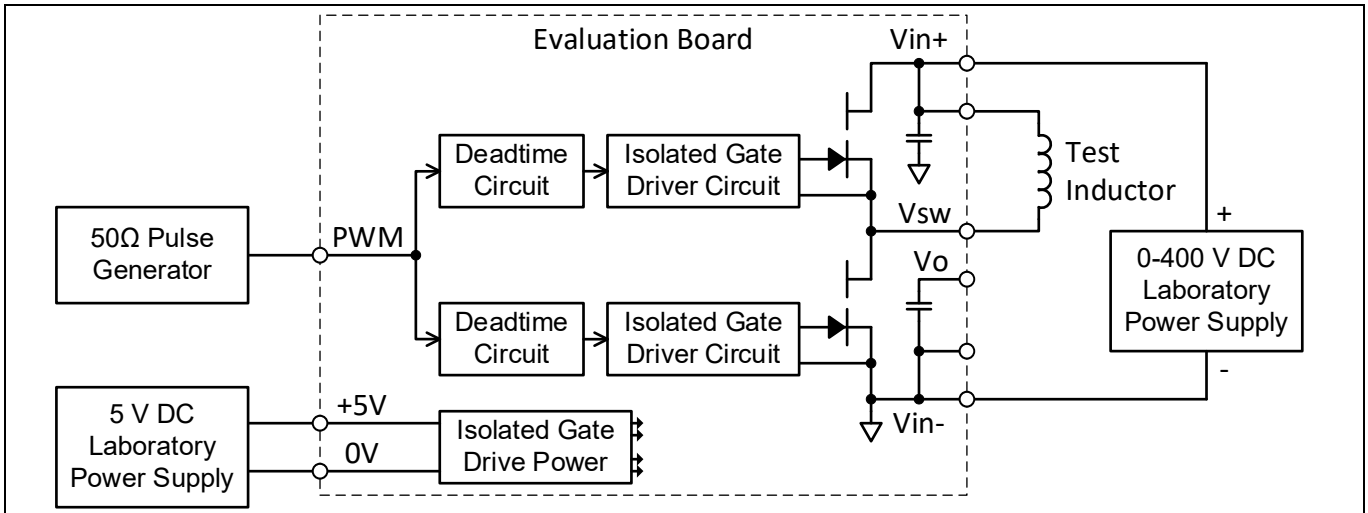 Evaluation Board
Vin+
Deadtime
Circuit
Isolated Gate
Driver Circuit
Test
Inductor
50Ω Pulse
Generator
PWM
Vsw
Vo
+
0-400 V DC
Laboratory
Power Supply
-
Deadtime
Circuit
Isolated Gate
Driver Circuit
5 V DC
Laboratory
Power Supply
+5V
0V
Isolated Gate
Drive Power
Vin-